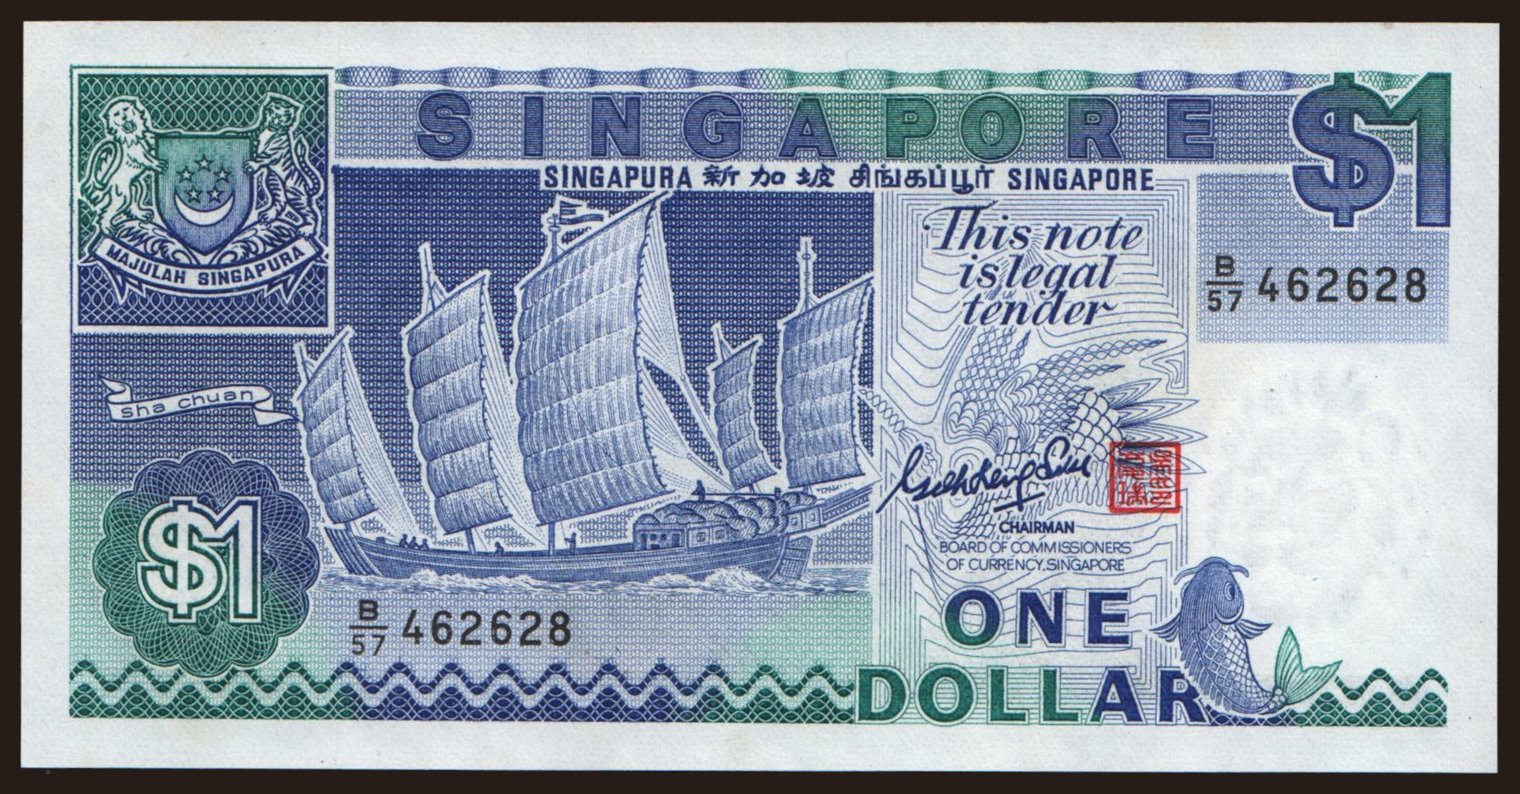 SINGAPORE
$1
SINGAPURA 新加坡 சிங்கப்பூர் SINGAPORE
MAJULAH SINGAPURA
This note
is legal
tender
B/57 462628
sha chuan
CHAIRMAN
BOARD OF COMMISSIONERS
OF CURRENCY, SINGAPORE
$1
B/57 462628
ONE
DOLLAR